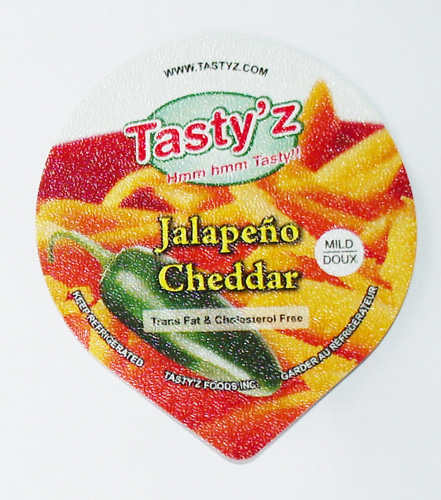 WWW.TASTYZ.COM
Tasty'z
Hmm hmm Tasty!!
Jalapeño
Cheddar
MILD
DOUX
Trans Fat & Cholesterol Free
KEEP REFRIGERATED
TASTY'Z FOODS INC.
GARDER AU RÉFRIGÉRATEUR